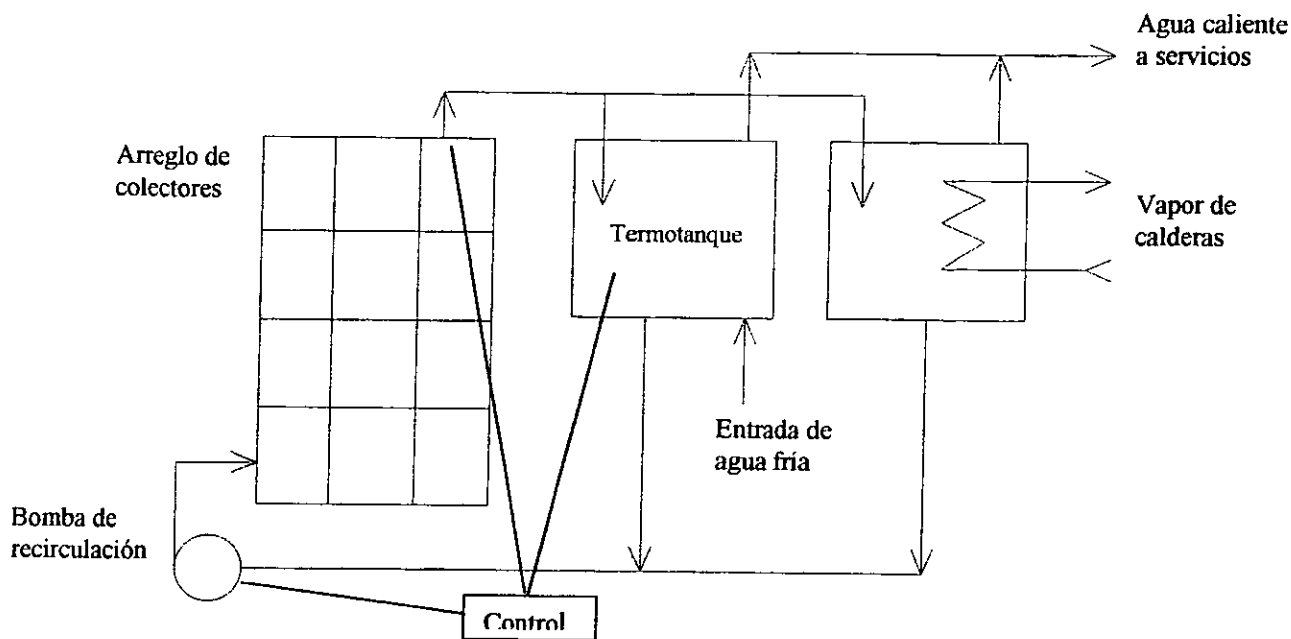 Agua caliente
a servicios
Arreglo de
colectores
Termotanque
Vapor de
calderas
Entrada de
agua fría
Bomba de
recirculación
Control